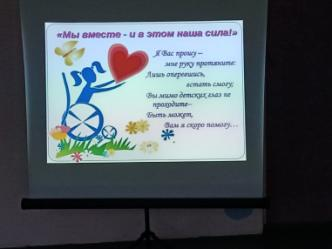 «Мы вместе - и в этом наша сила!»
Я Вас прошу –
мне руку протяните:
Лишь опершись,
встать смогу;
Вы мимо детских глаз не
проходите–
Быть может,
Вам я скоро помогу…